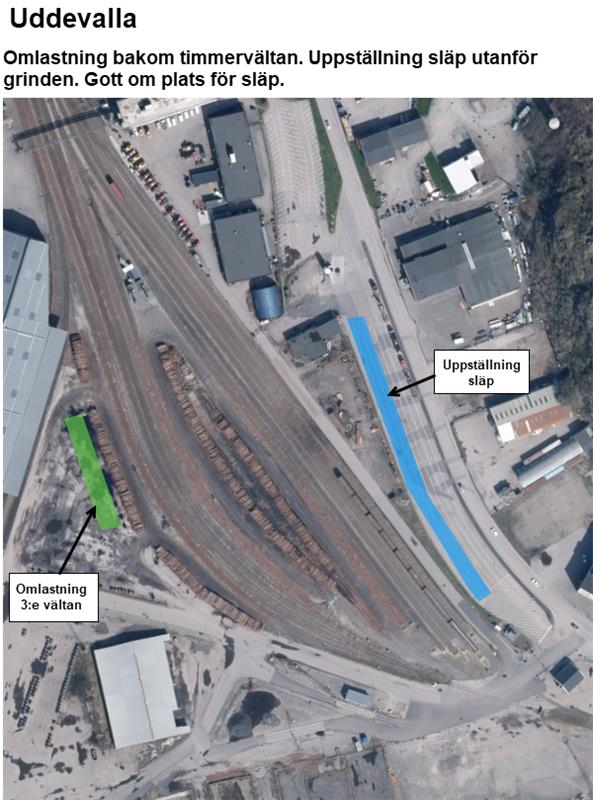 Uddevalla
Omlastning bakom timmervältan. Uppställning släp utanför
grinden. Gott om plats för släp.
Uppställning
släp
Omlastning
3:e vältan